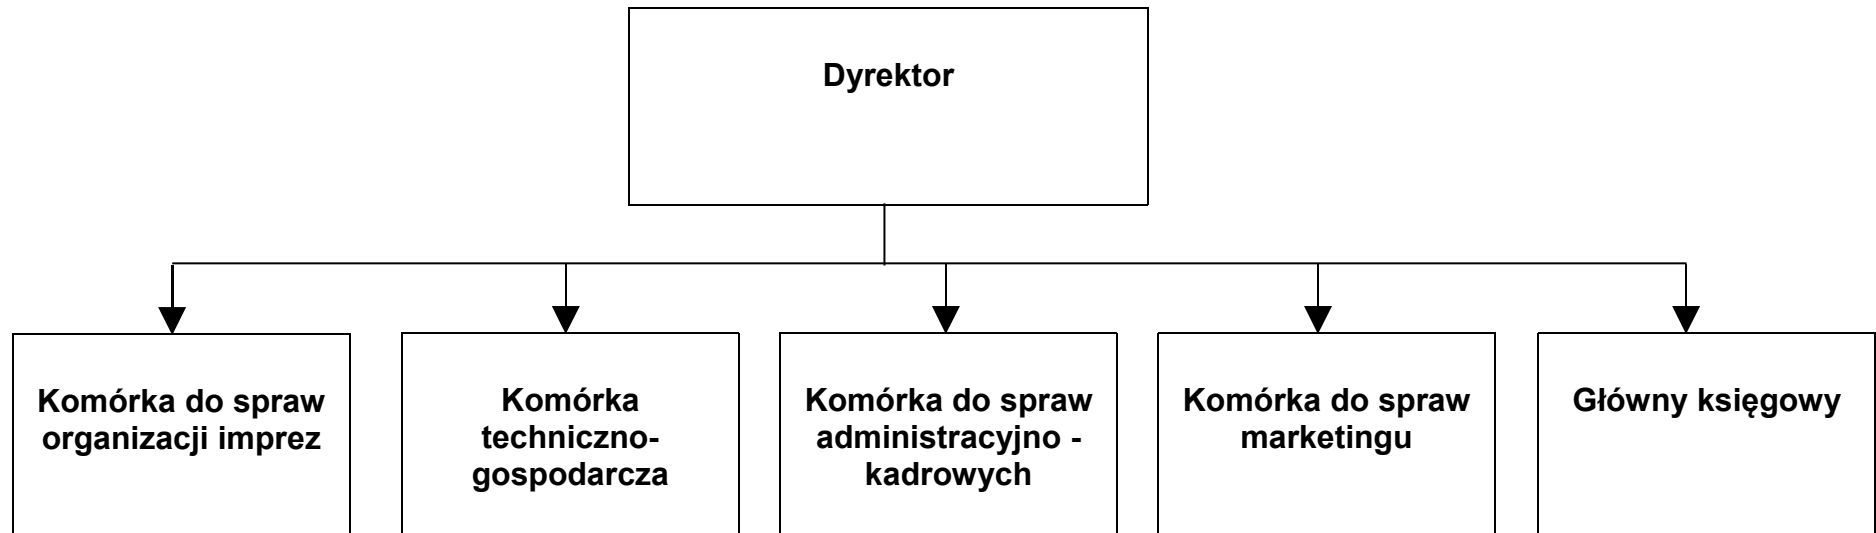 Dyrektor
Komórka do spraw
organizacji imprez
Komórka
techniczno-
gospodarcza
Komórka do spraw
administracyjno -
kadrowych
Komórka do spraw
marketingu
Główny księgowy